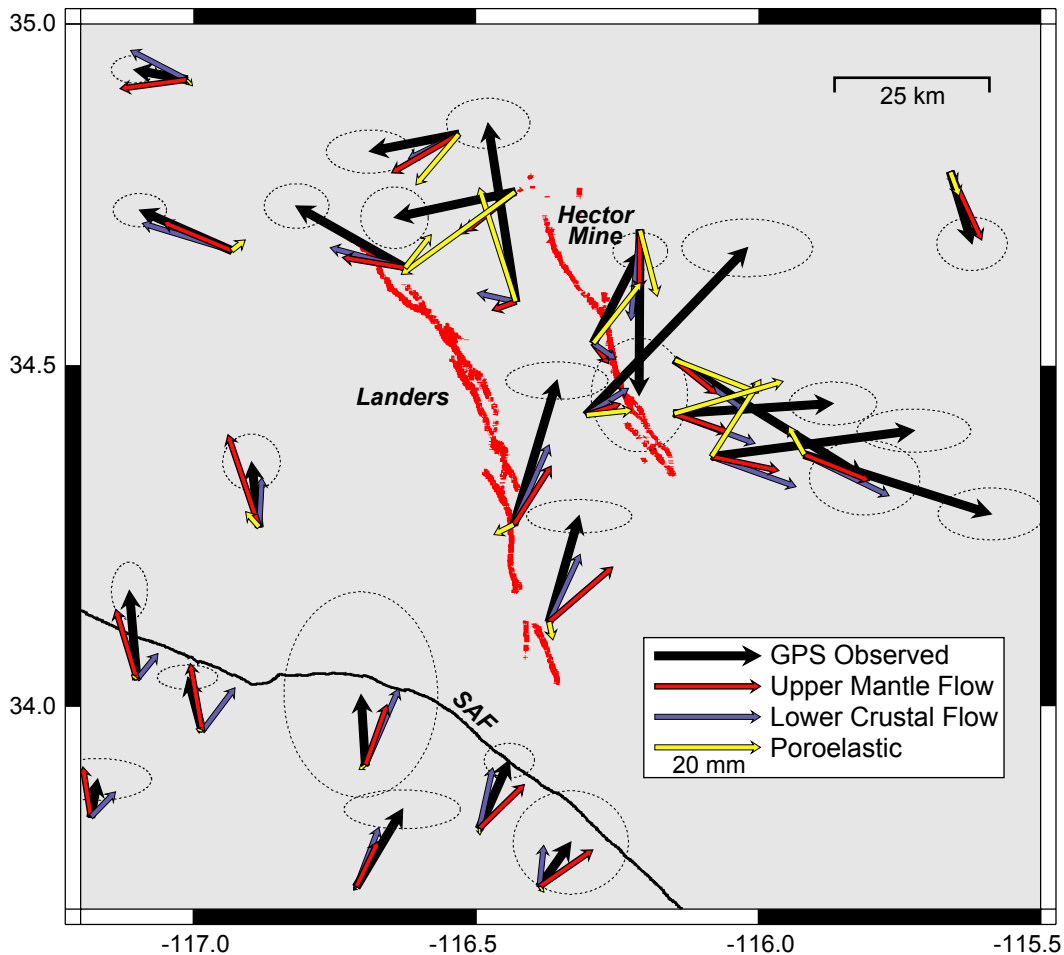 35.0
25 km
Hector
Mine
34.5
Landers
GPS Observed
Upper Mantle Flow
SAF
34.0
Lower Crustal Flow
Poroelastic
20 mm
-117.0
-116.5
-116.0
-115.5